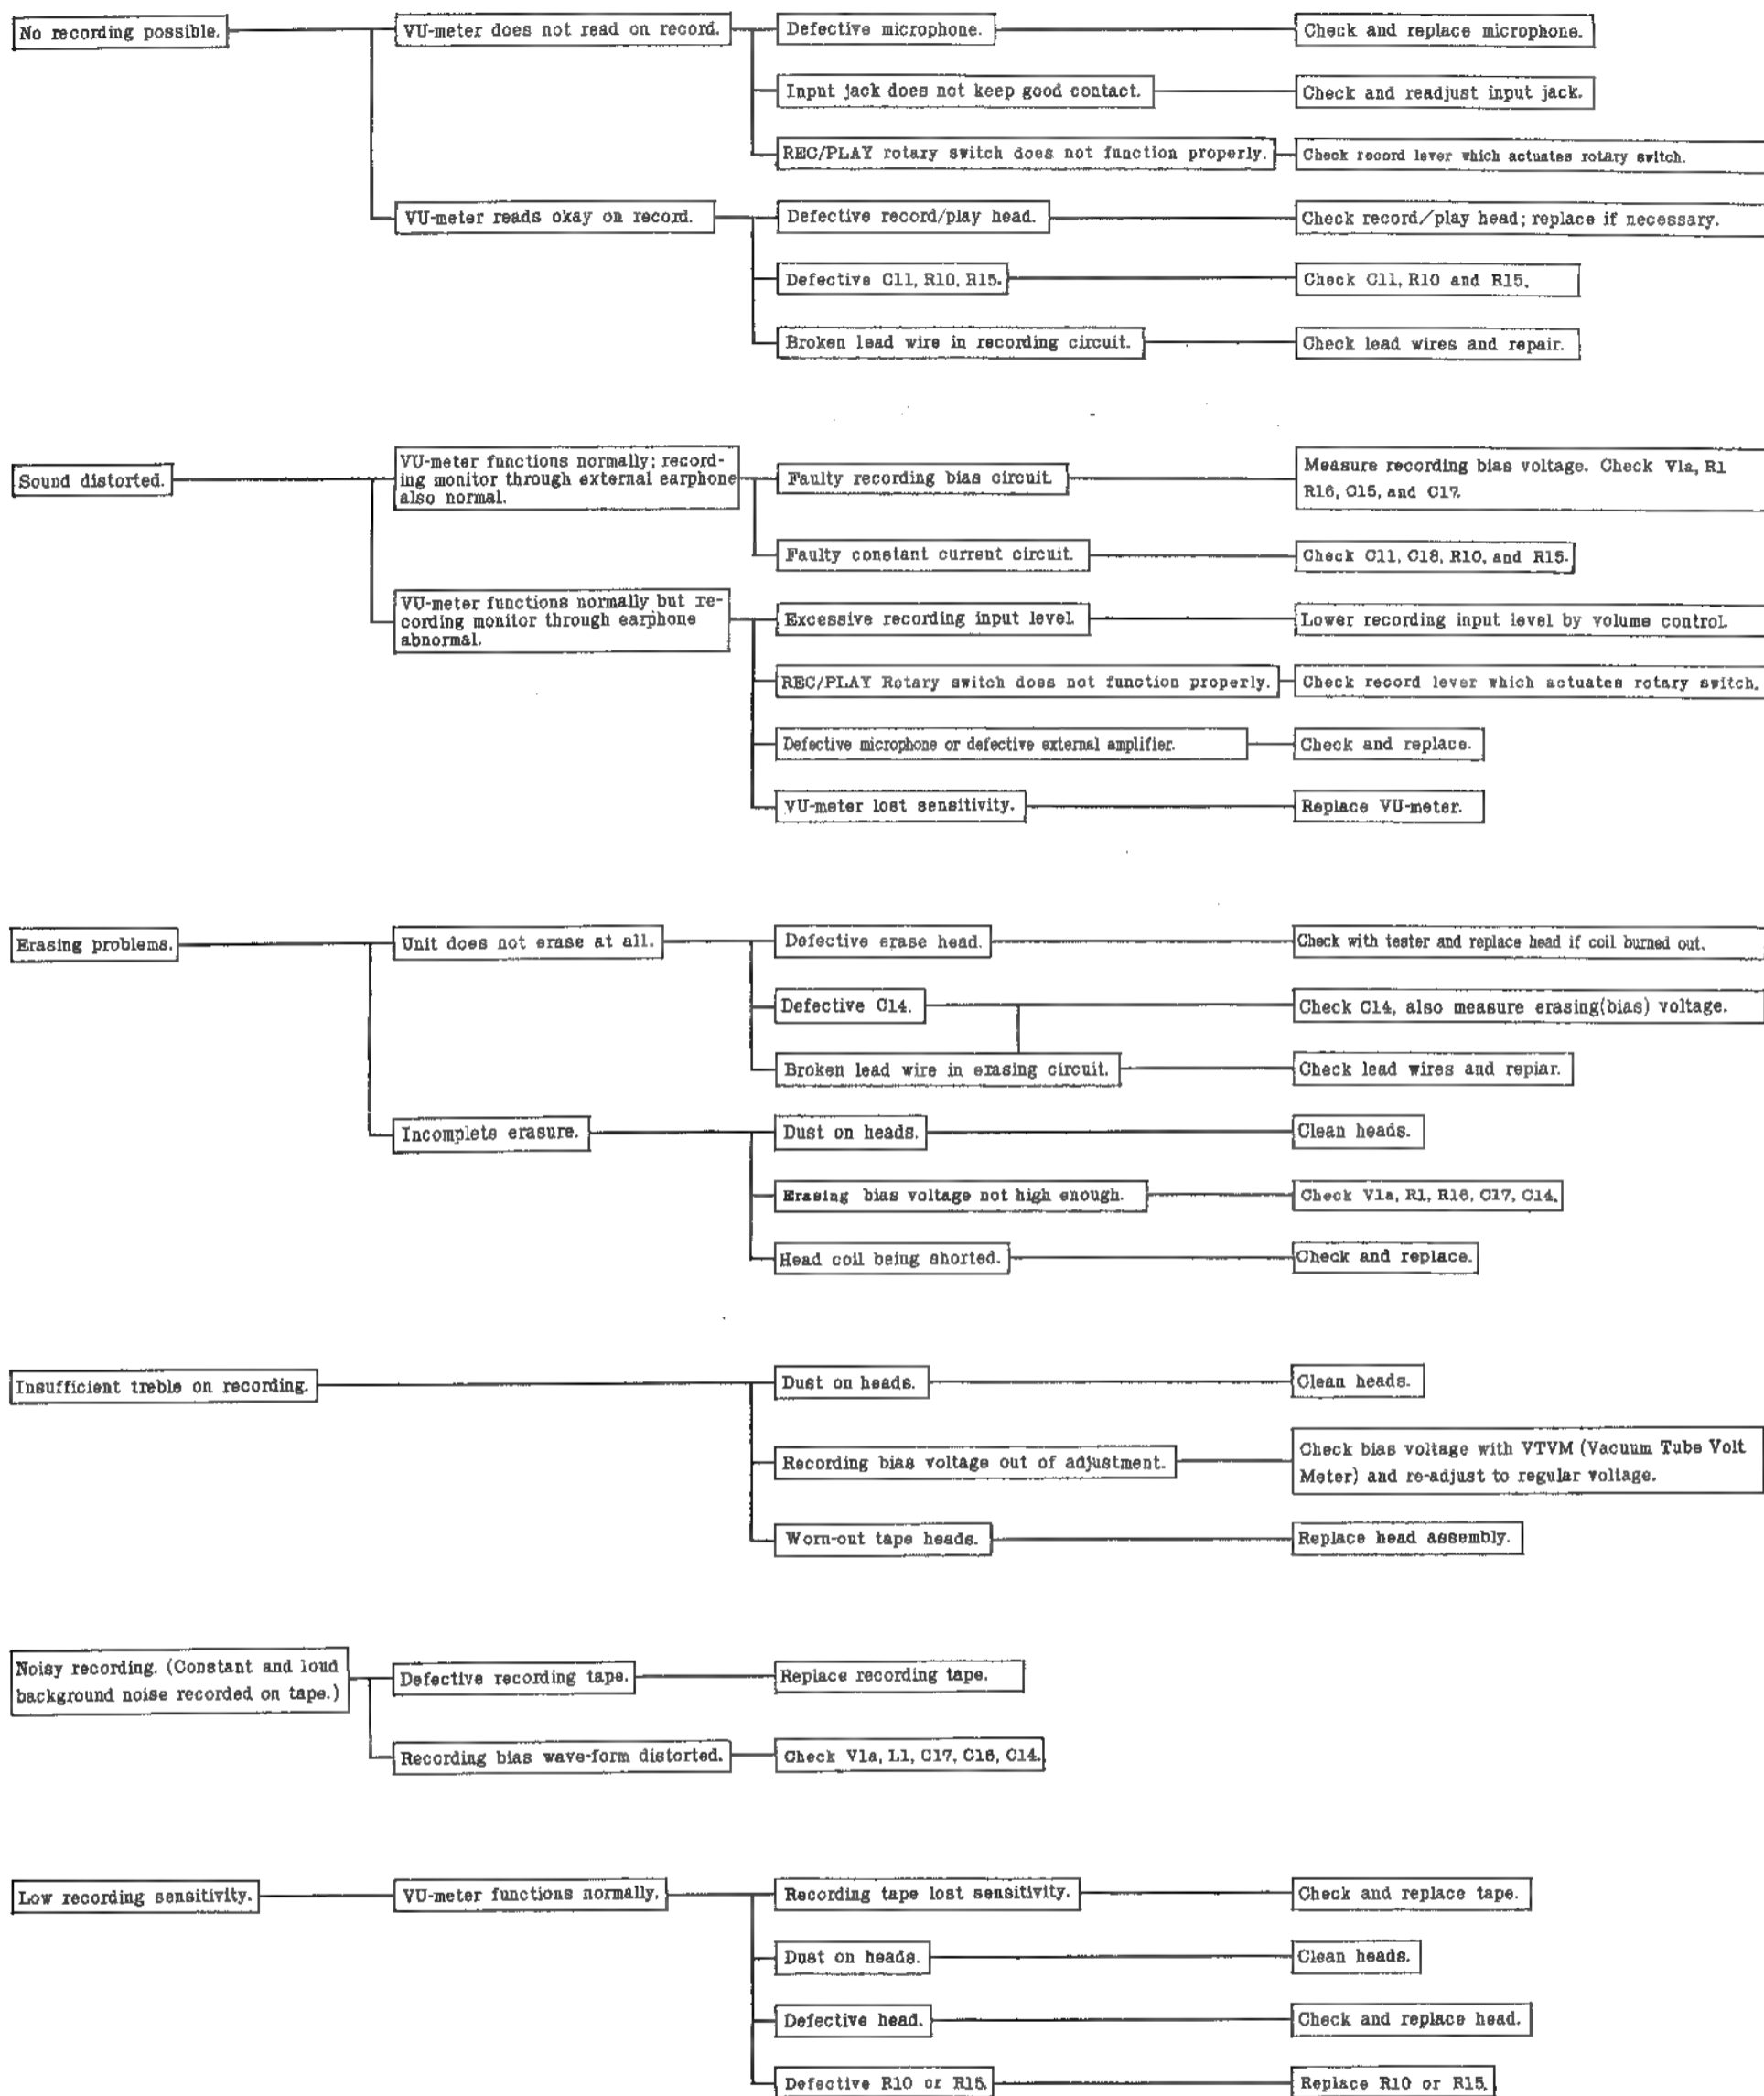 No recording possible.
VU-meter does not read on record.
Defective microphone.
Check and replace microphone.
Input jack does not keep good contact.
Check and readjust input jack.
REC/PLAY rotary switch does not function properly.
Check record lever which actuates rotary switch.
VU-meter reads okay on record.
Defective record/play head.
Check record/play head; replace if necessary.
Defective C11, R10, R15.
Check C11, R10 and R15.
Broken lead wire in recording circuit.
Check lead wires and repair.
Sound distorted.
VU-meter functions normally; record-
ing monitor through external earphone
also normal.
Faulty recording bias circuit.
Measure recording bias voltage. Check V1a, R1
R16, C15, and C17.
Faulty constant current circuit.
Check C11, C18, R10, and R15.
VU-meter functions normally but re-
cording monitor through earphone
abnormal.
Excessive recording input level.
Lower recording input level by volume control.
REC/PLAY Rotary switch does not function properly.
Check record lever which actuates rotary switch.
Defective microphone or defective external amplifier.
Check and replace.
VU-meter lost sensitivity.
Replace VU-meter.
Erasing problems.
Unit does not erase at all.
Defective erase head.
Check with tester and replace head if coil burned out.
Defective C14.
Check C14, also measure erasing(bias) voltage.
Broken lead wire in erasing circuit.
Check lead wires and repiar.
Incomplete erasure.
Dust on heads.
Clean heads.
Erasing bias voltage not high enough.
Check V1a, R1, R16, C17, C14.
Head coil being shorted.
Check and replace.
Insufficient treble on recording.
Dust on heads.
Clean heads.
Recording bias voltage out of adjustment.
Check bias voltage with VTVM (Vacuum Tube Volt
Meter) and re-adjust to regular voltage.
Worn-out tape heads.
Replace head assembly.
Noisy recording. (Constant and loud
background noise recorded on tape.)
Defective recording tape.
Replace recording tape.
Recording bias wave-form distorted.
Check V1a, L1, C17, C16, C14.
Low recording sensitivity.
VU-meter functions normally.
Recording tape lost sensitivity.
Check and replace tape.
Dust on heads.
Clean heads.
Defective head.
Check and replace head.
Defective R10 or R15.
Replace R10 or R15.